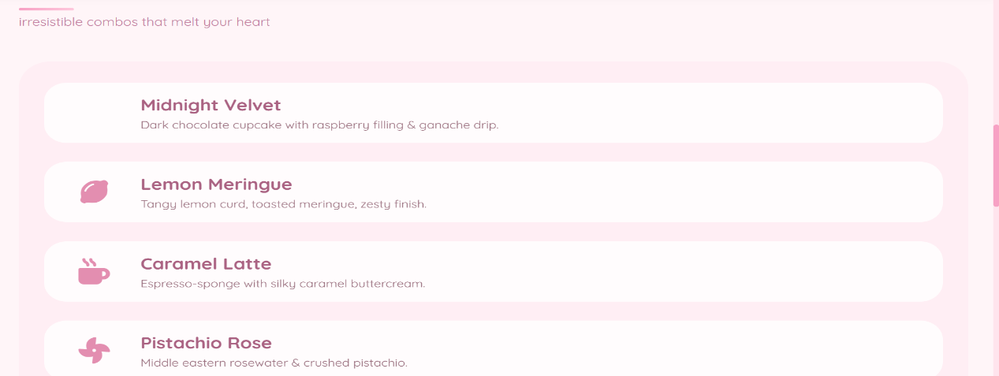 irresistible combos that melt your heart
Midnight Velvet
Dark chocolate cupcake with raspberry filling & ganache drip.
Lemon Meringue
Tangy lemon curd, toasted meringue, zesty finish.
Caramel Latte
Espresso-sponge with silky caramel buttercream.
Pistachio Rose
Middle eastern rosewater & crushed pistachio.